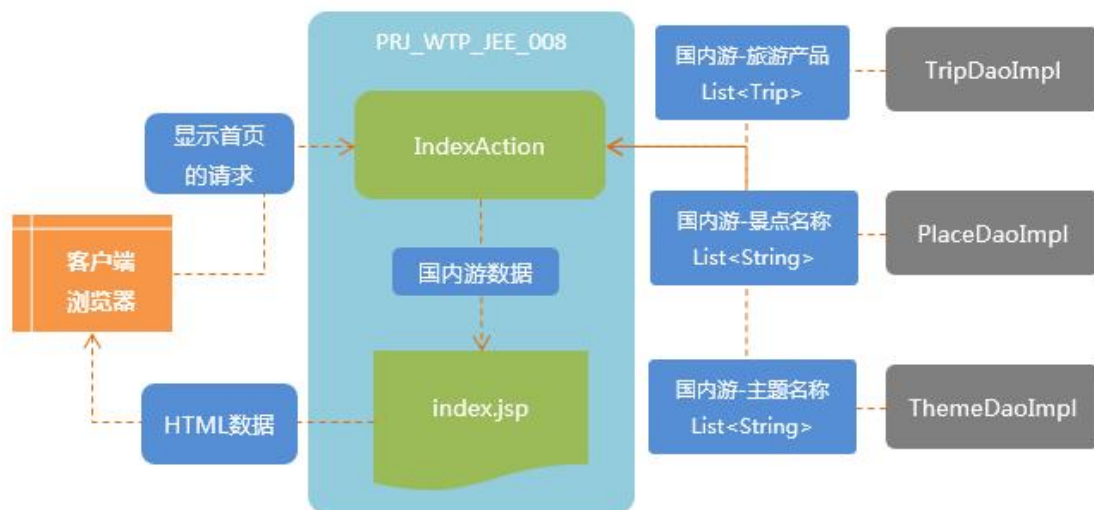 PRJ_WTP_JEE_008
国内游-旅游产品
List<Trip>
TripDaoImpl
显示首页
的请求
IndexAction
国内游-景点名称
List<String>
PlaceDaoImpl
客户端
浏览器
国内游数据
国内游-主题名称
List<String>
ThemeDaoImpl
HTML数据
index.jsp